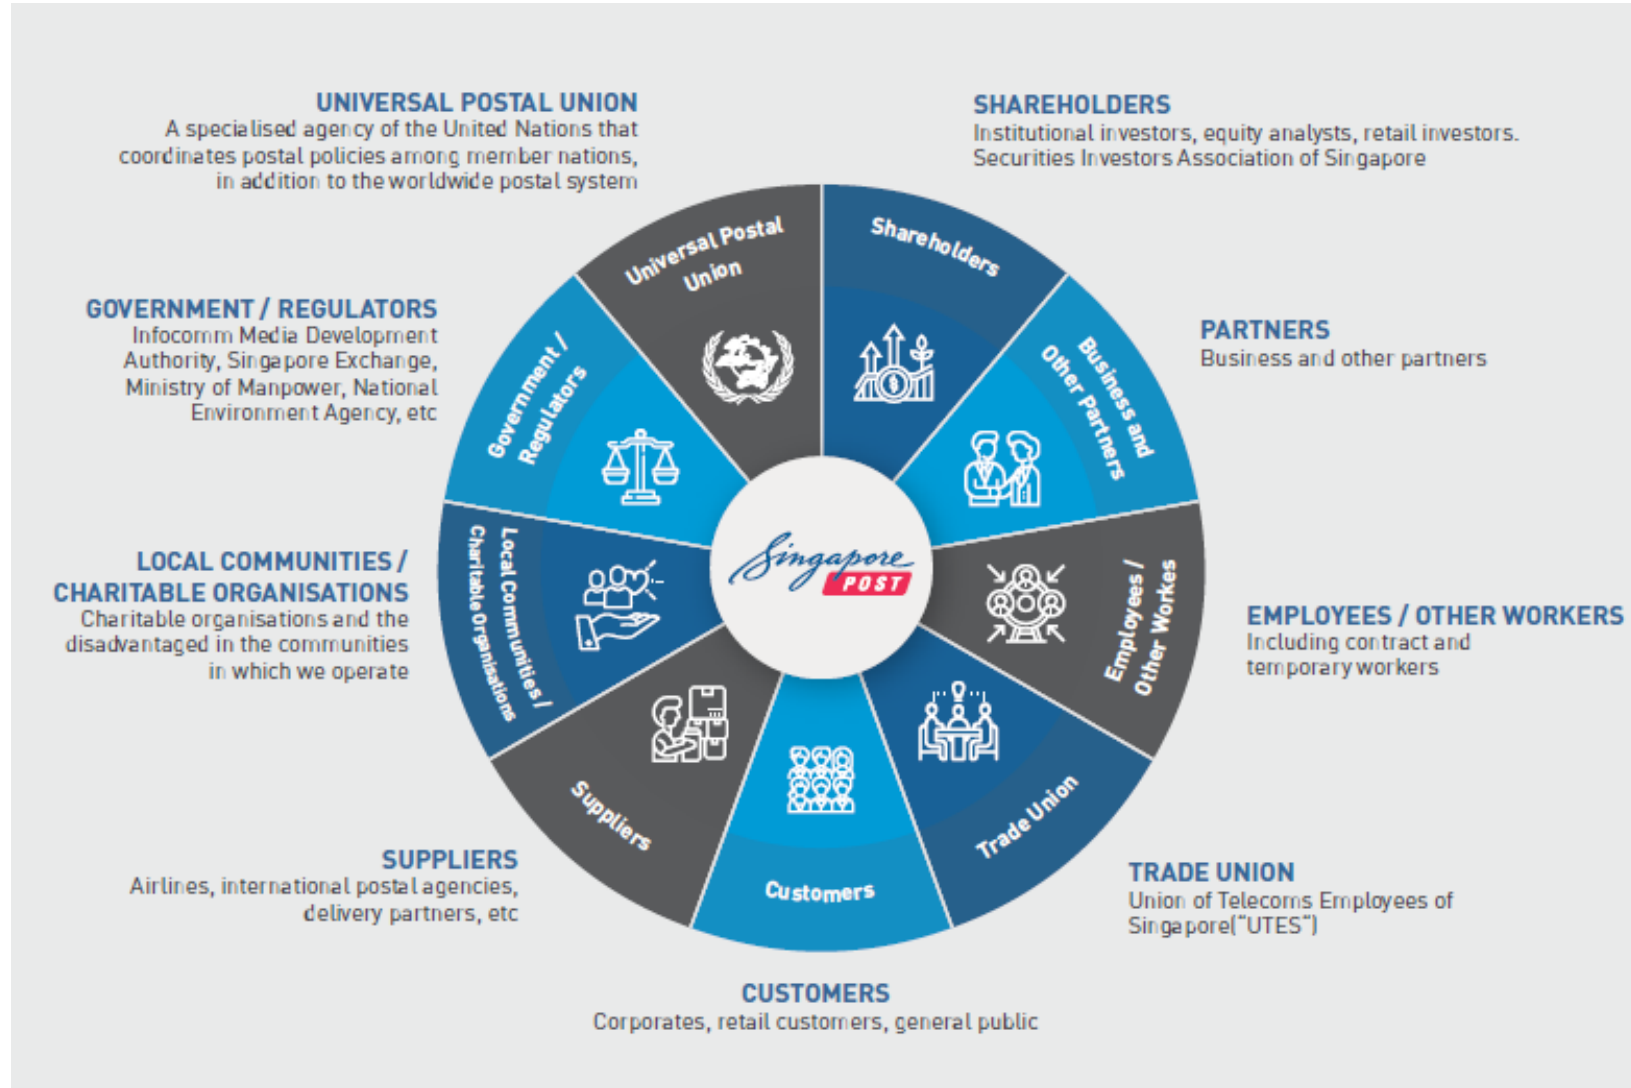 UNIVERSAL POSTAL UNION
A specialised agency of the United Nations that
coordinates postal policies among member nations,
in addition to the worldwide postal system
SHAREHOLDERS
Institutional investors, equity analysts, retail investors.
Securities Investors Association of Singapore
GOVERNMENT / REGULATORS
Infocomm Media Development
Authority, Singapore Exchange,
Ministry of Manpower, National
Environment Agency, etc
PARTNERS
Business and other partners
LOCAL COMMUNITIES /
CHARITABLE ORGANISATIONS
Charitable organisations and the
disadvantaged in the communities
in which we operate
EMPLOYEES / OTHER WORKERS
Including contract and
temporary workers
SUPPLIERS
Airlines, international postal agencies,
delivery partners, etc
TRADE UNION
Union of Telecoms Employees of
Singapore("UTES")
CUSTOMERS
Corporates, retail customers, general public
Universal Postal
Union
Shareholders
Business and
Other Partners
Employees /
Other Workes
Trade Union
Customers
Suppliers
Local Communities /
Charitable Organisations
Government /
Regulators
Singapore
POST